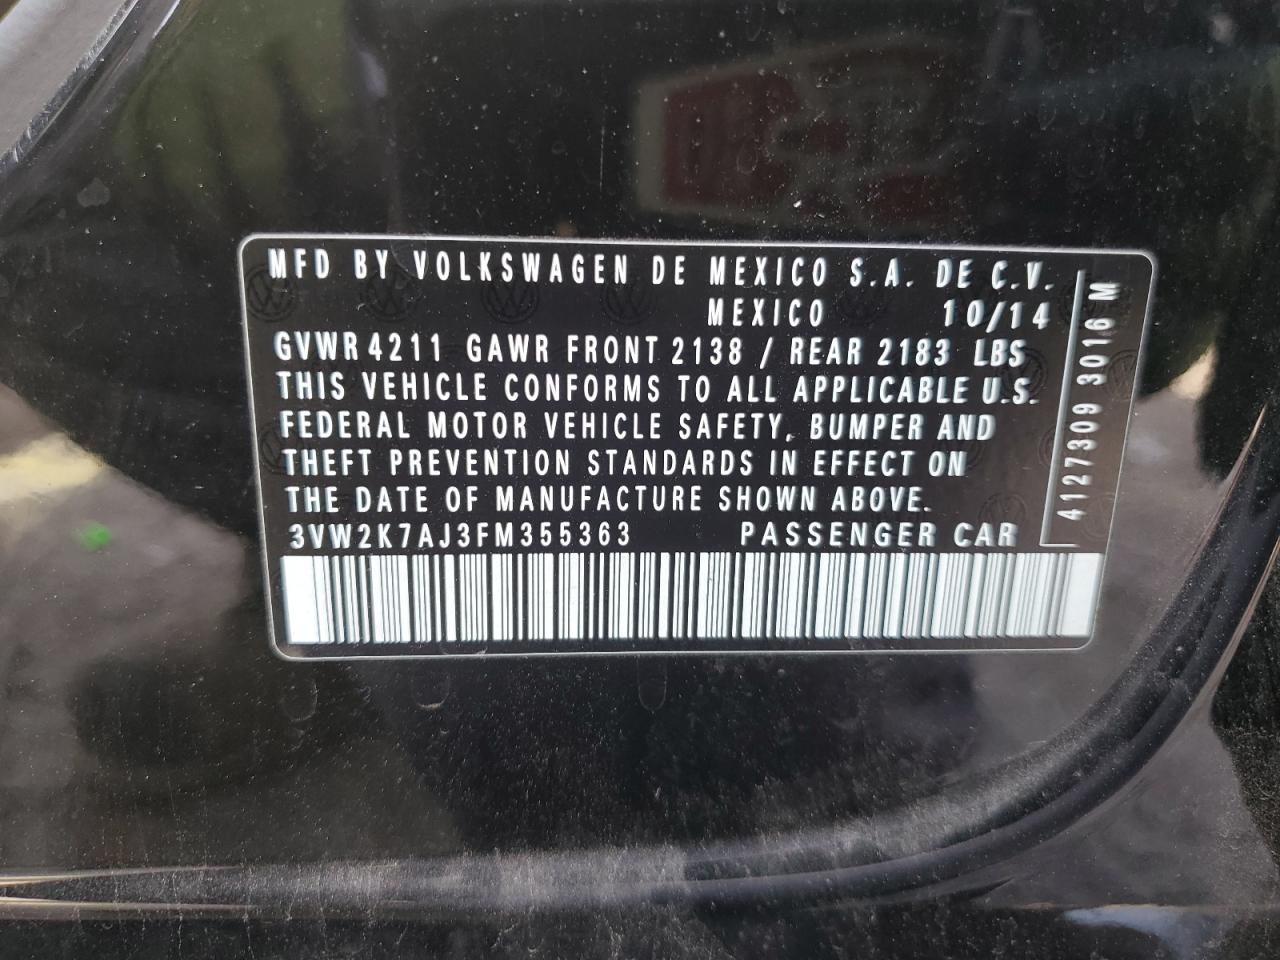 MFD BY VOLKSWAGEN DE MEXICO S.A. DE C.V.
MEXICO 10/14
GVWR 4211 GAWR FRONT 2138 / REAR 2183 LBS
THIS VEHICLE CONFORMS TO ALL APPLICABLE U.S.
FEDERAL MOTOR VEHICLE SAFETY, BUMPER AND
THEFT PREVENTION STANDARDS IN EFFECT ON
THE DATE OF MANUFACTURE SHOWN ABOVE.
3VW2K7AJ3FM355363 PASSENGER CAR
4127309 3016 M